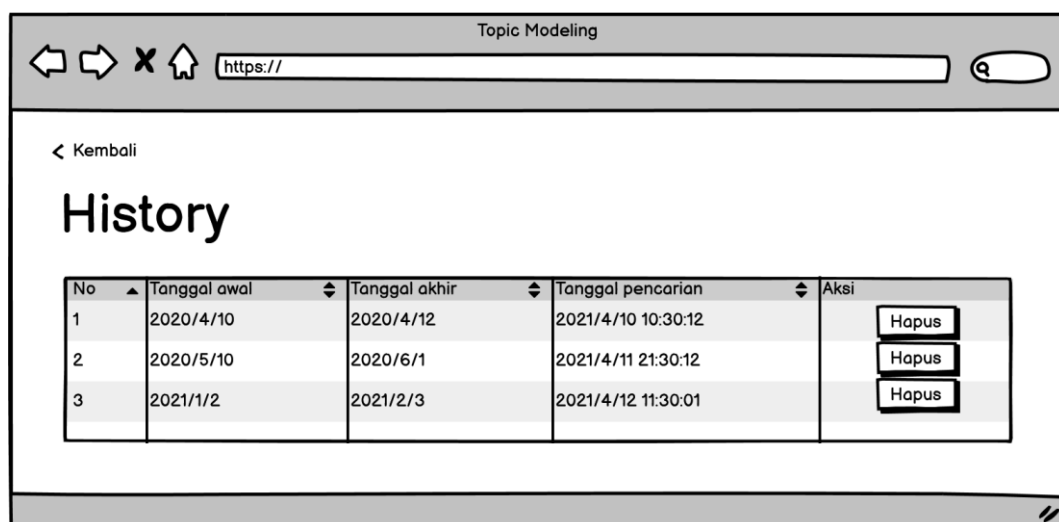 Topic Modeling
https://
Kembali
History
No Tanggal awal Tanggal akhir Tanggal pencarian Aksi
1 2020/4/10 2020/4/12 2021/4/10 10:30:12 Hapus
2 2020/5/10 2020/6/1 2021/4/11 21:30:12 Hapus
3 2021/1/2 2021/2/3 2021/4/12 11:30:01 Hapus